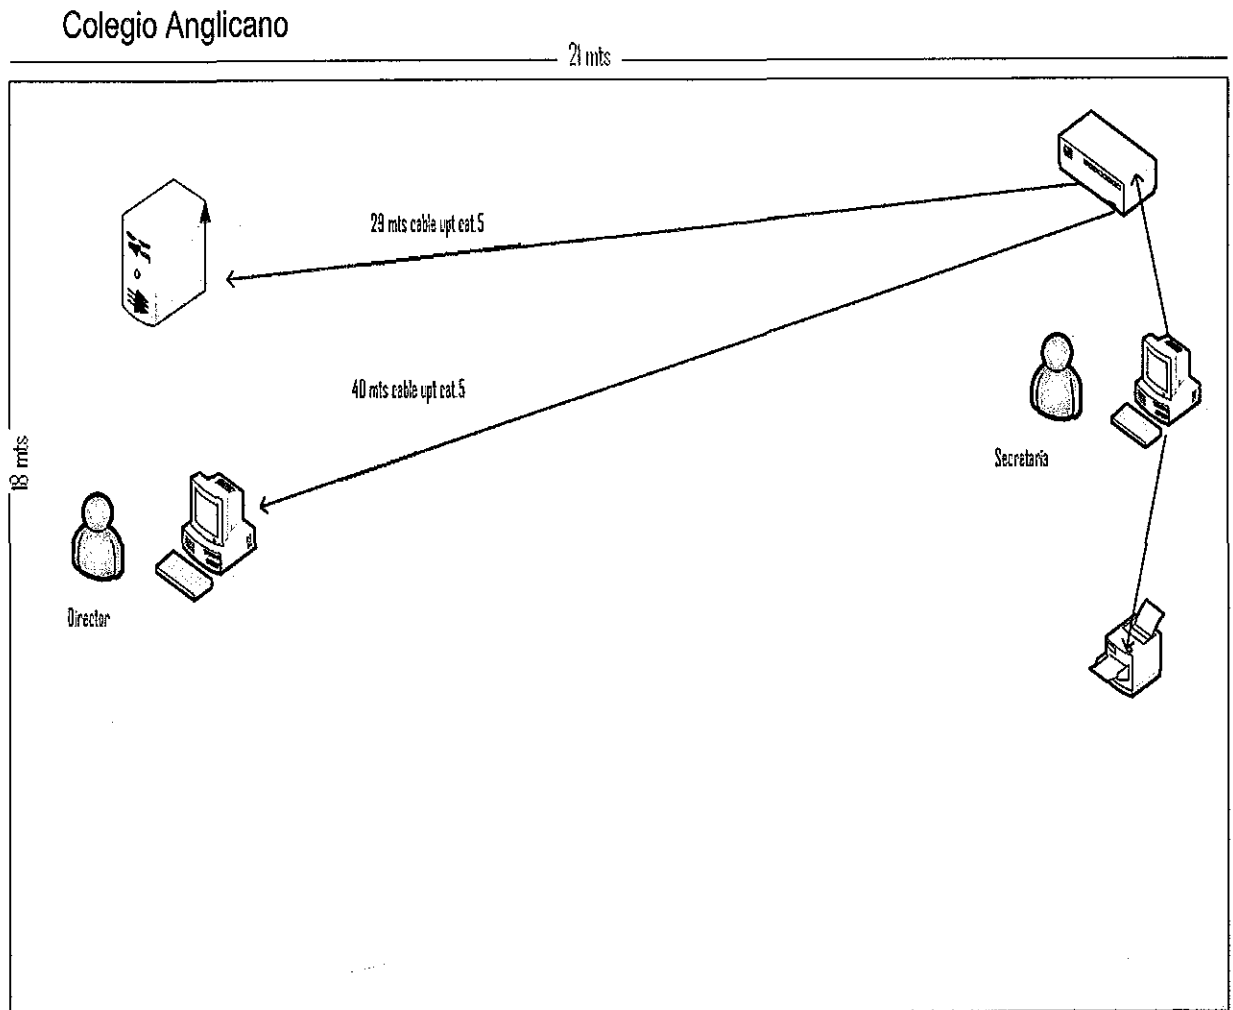 Colegio Anglicano
21 mts
29 mts cable upt cat.5
40 mts cable upt cat.5
18 mts
Secretaria
Director